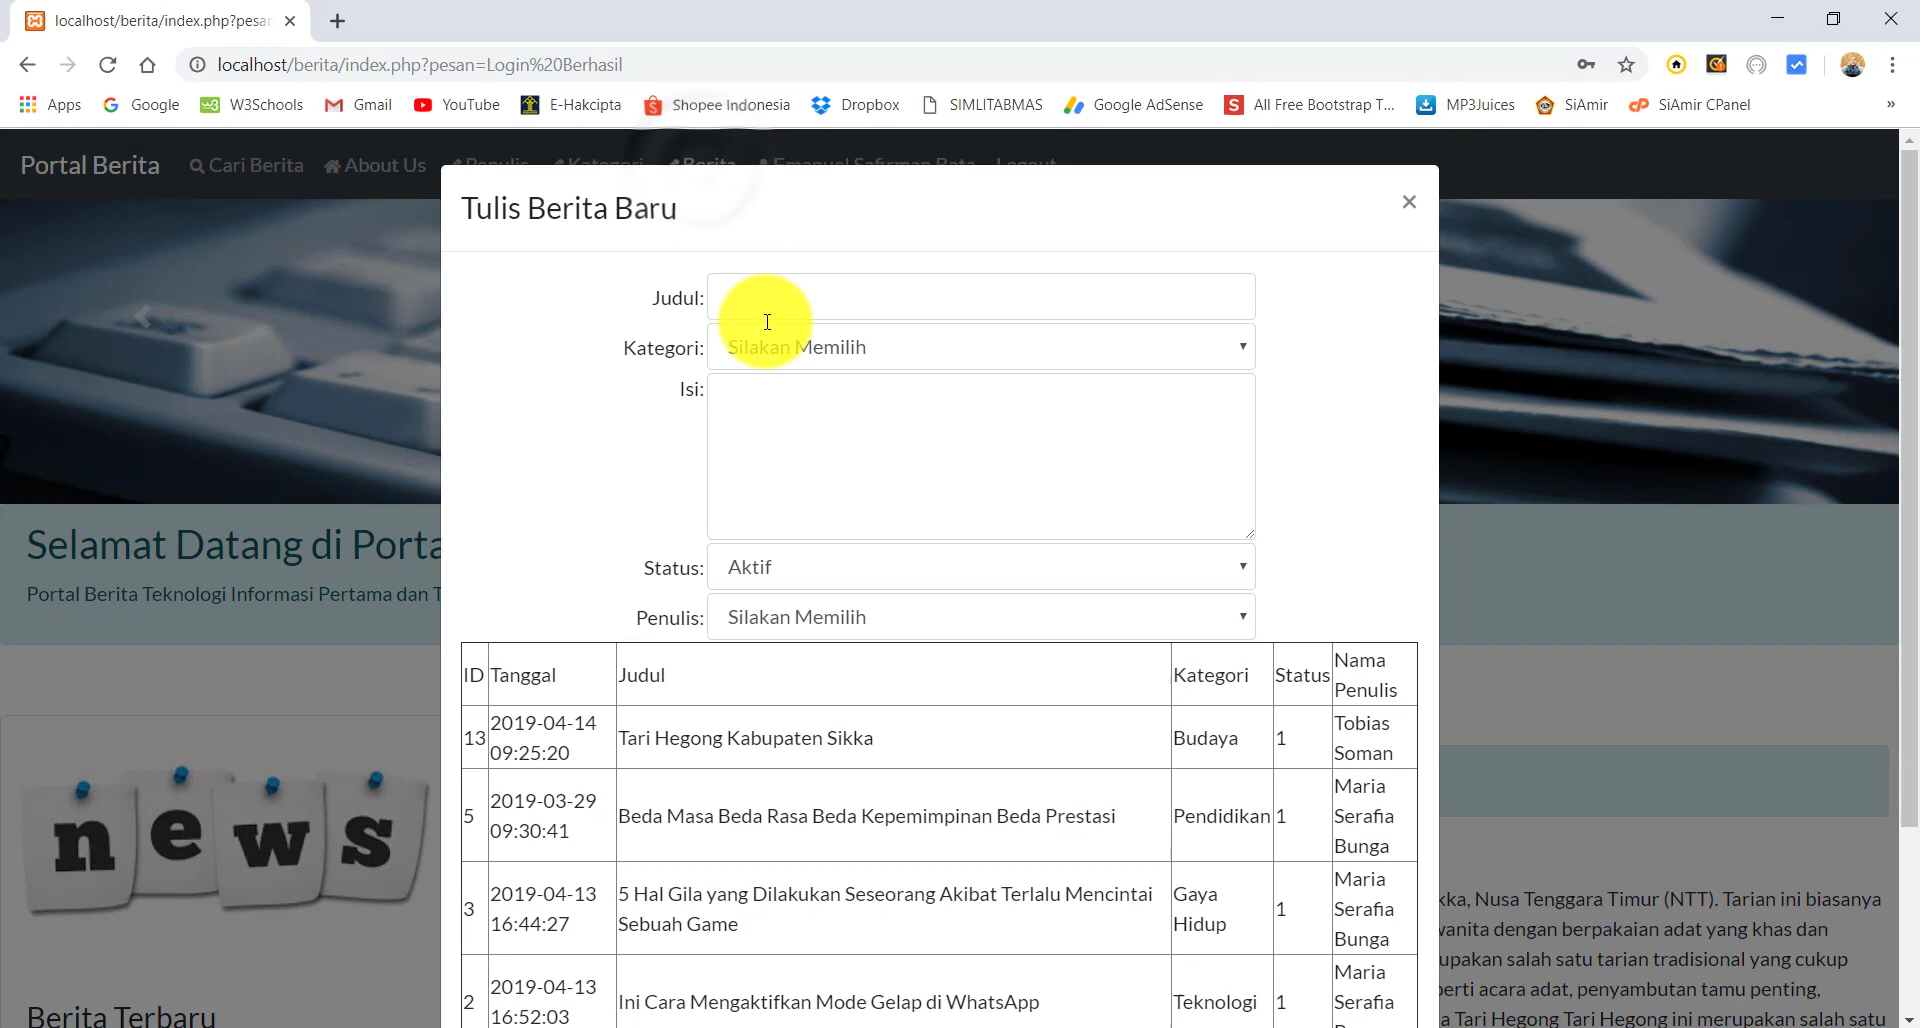 localhost/berita/index.php?pesan
localhost/berita/index.php?pesan=Login%20Berhasil
Apps Google W3Schools Gmail YouTube E-Hakcipta Shopee Indonesia Dropbox SIMLITABMAS Google AdSense All Free Bootstrap T... MP3Juices SiAmir SiAmir CPanel »
Portal Berita Cari Berita About Us Penulis Kategori Berita Emanuel Safirman Bata Logout
Tulis Berita Baru ×
Judul:
Kategori: Silakan Memilih
Isi:
Status: Aktif
Penulis: Silakan Memilih
Selamat Datang di Porta
Portal Berita Teknologi Informasi Pertama dan T
ID Tanggal Judul Kategori Status Nama Penulis
13 2019-04-14 09:25:20 Tari Hegong Kabupaten Sikka Budaya 1 Tobias Soman
5 2019-03-29 09:30:41 Beda Masa Beda Rasa Beda Kepemimpinan Beda Prestasi Pendidikan 1 Maria Serafia Bunga
3 2019-04-13 16:44:27 5 Hal Gila yang Dilakukan Seseorang Akibat Terlalu Mencintai Sebuah Game Gaya Hidup 1 Maria Serafia Bunga
2 2019-04-13 16:52:03 Ini Cara Mengaktifkan Mode Gelap di WhatsApp Teknologi 1 Maria Serafia
news
Berita Terbaru
kka, Nusa Tenggara Timur (NTT). Tarian ini biasanya
wanita dengan berpakaian adat yang khas dan
upakan salah satu tarian tradisional yang cukup
perti acara adat, penyambutan tamu penting,
a Tari Hegong Tari Hegong ini merupakan salah satu